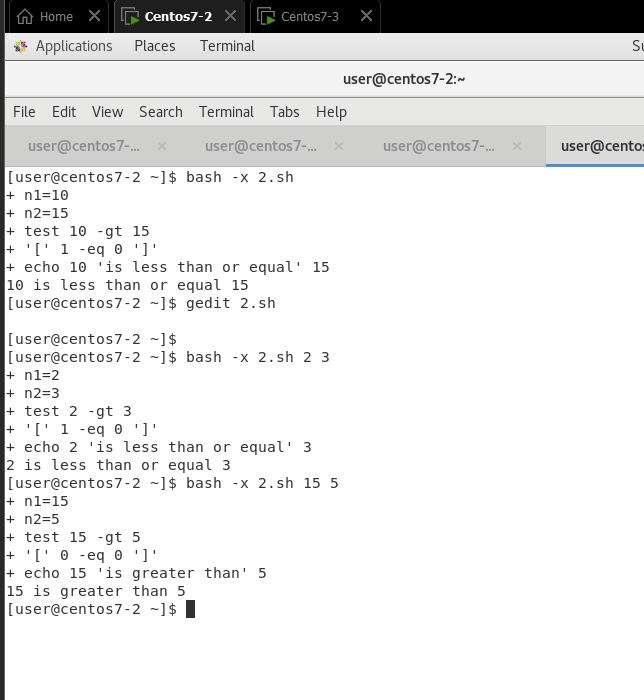 Home Centos7-2 Centos7-3
Applications Places Terminal
user@centos7-2:~
File Edit View Search Terminal Tabs Help
user@centos7-... user@centos7-... user@centos7-... user@centos
[user@centos7-2 ~]$ bash -x 2.sh
+ n1=10
+ n2=15
+ test 10 -gt 15
+ '[' 1 -eq 0 ']'
+ echo 10 'is less than or equal' 15
10 is less than or equal 15
[user@centos7-2 ~]$ gedit 2.sh
[user@centos7-2 ~]$
[user@centos7-2 ~]$ bash -x 2.sh 2 3
+ n1=2
+ n2=3
+ test 2 -gt 3
+ '[' 1 -eq 0 ']'
+ echo 2 'is less than or equal' 3
2 is less than or equal 3
[user@centos7-2 ~]$ bash -x 2.sh 15 5
+ n1=15
+ n2=5
+ test 15 -gt 5
+ '[' 0 -eq 0 ']'
+ echo 15 'is greater than' 5
15 is greater than 5
[user@centos7-2 ~]$